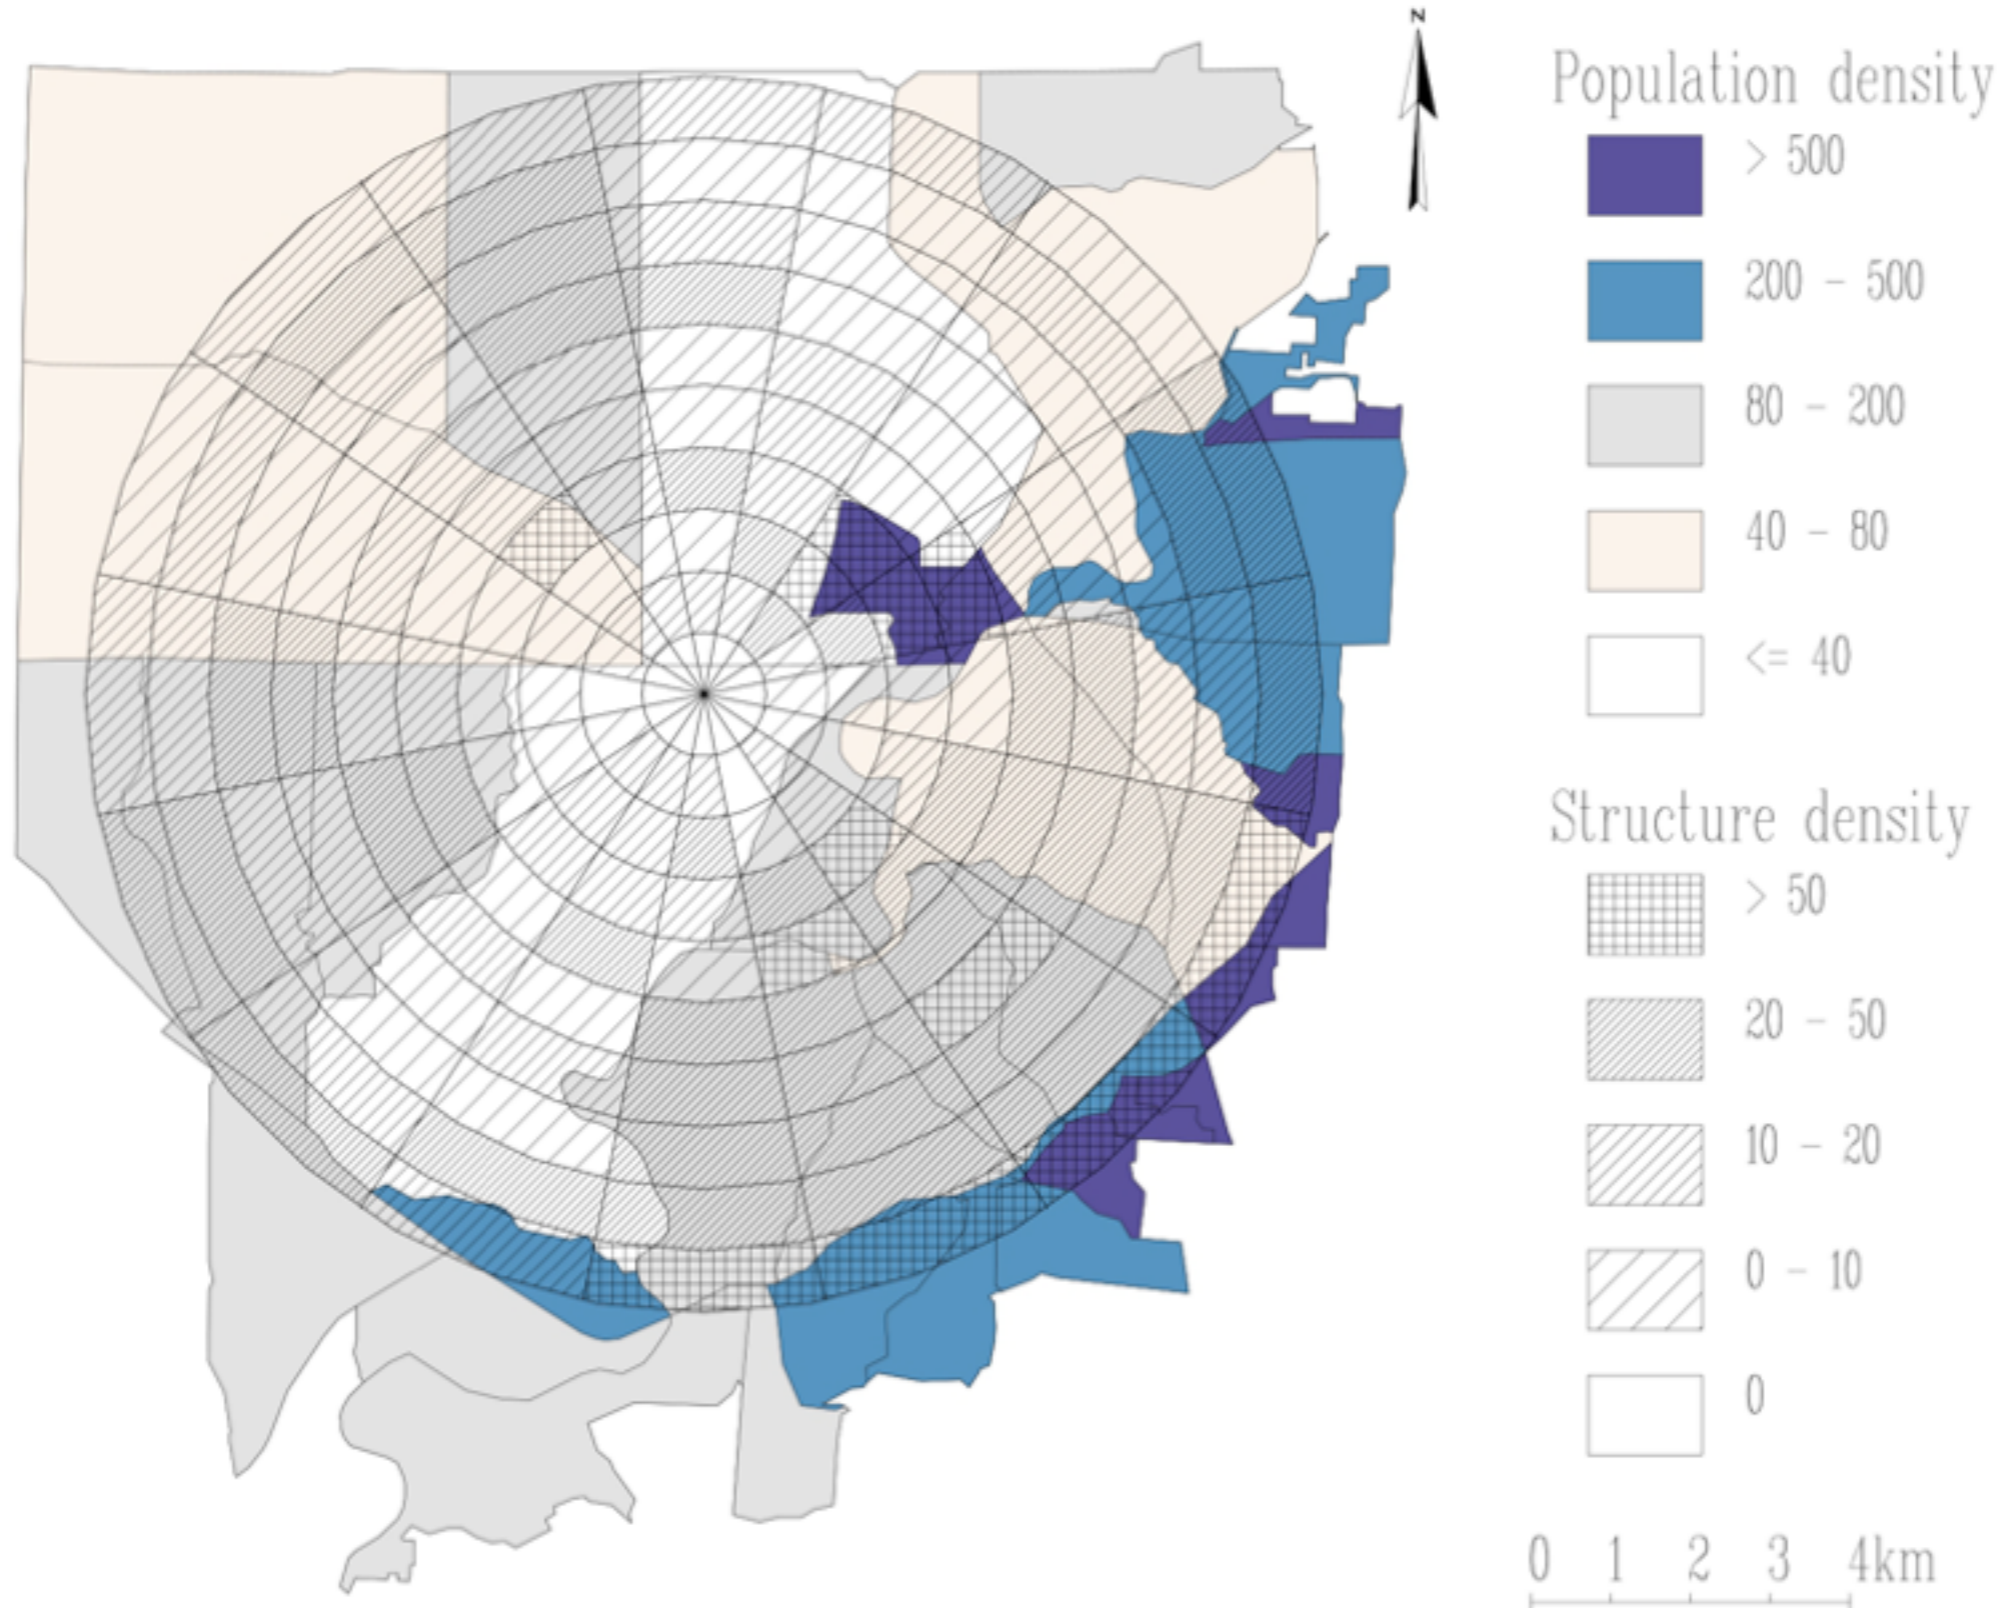 N
Population density
> 500
200 - 500
80 - 200
40 - 80
<= 40
Structure density
> 50
20 - 50
10 - 20
0 - 10
0
0 1 2 3 4km